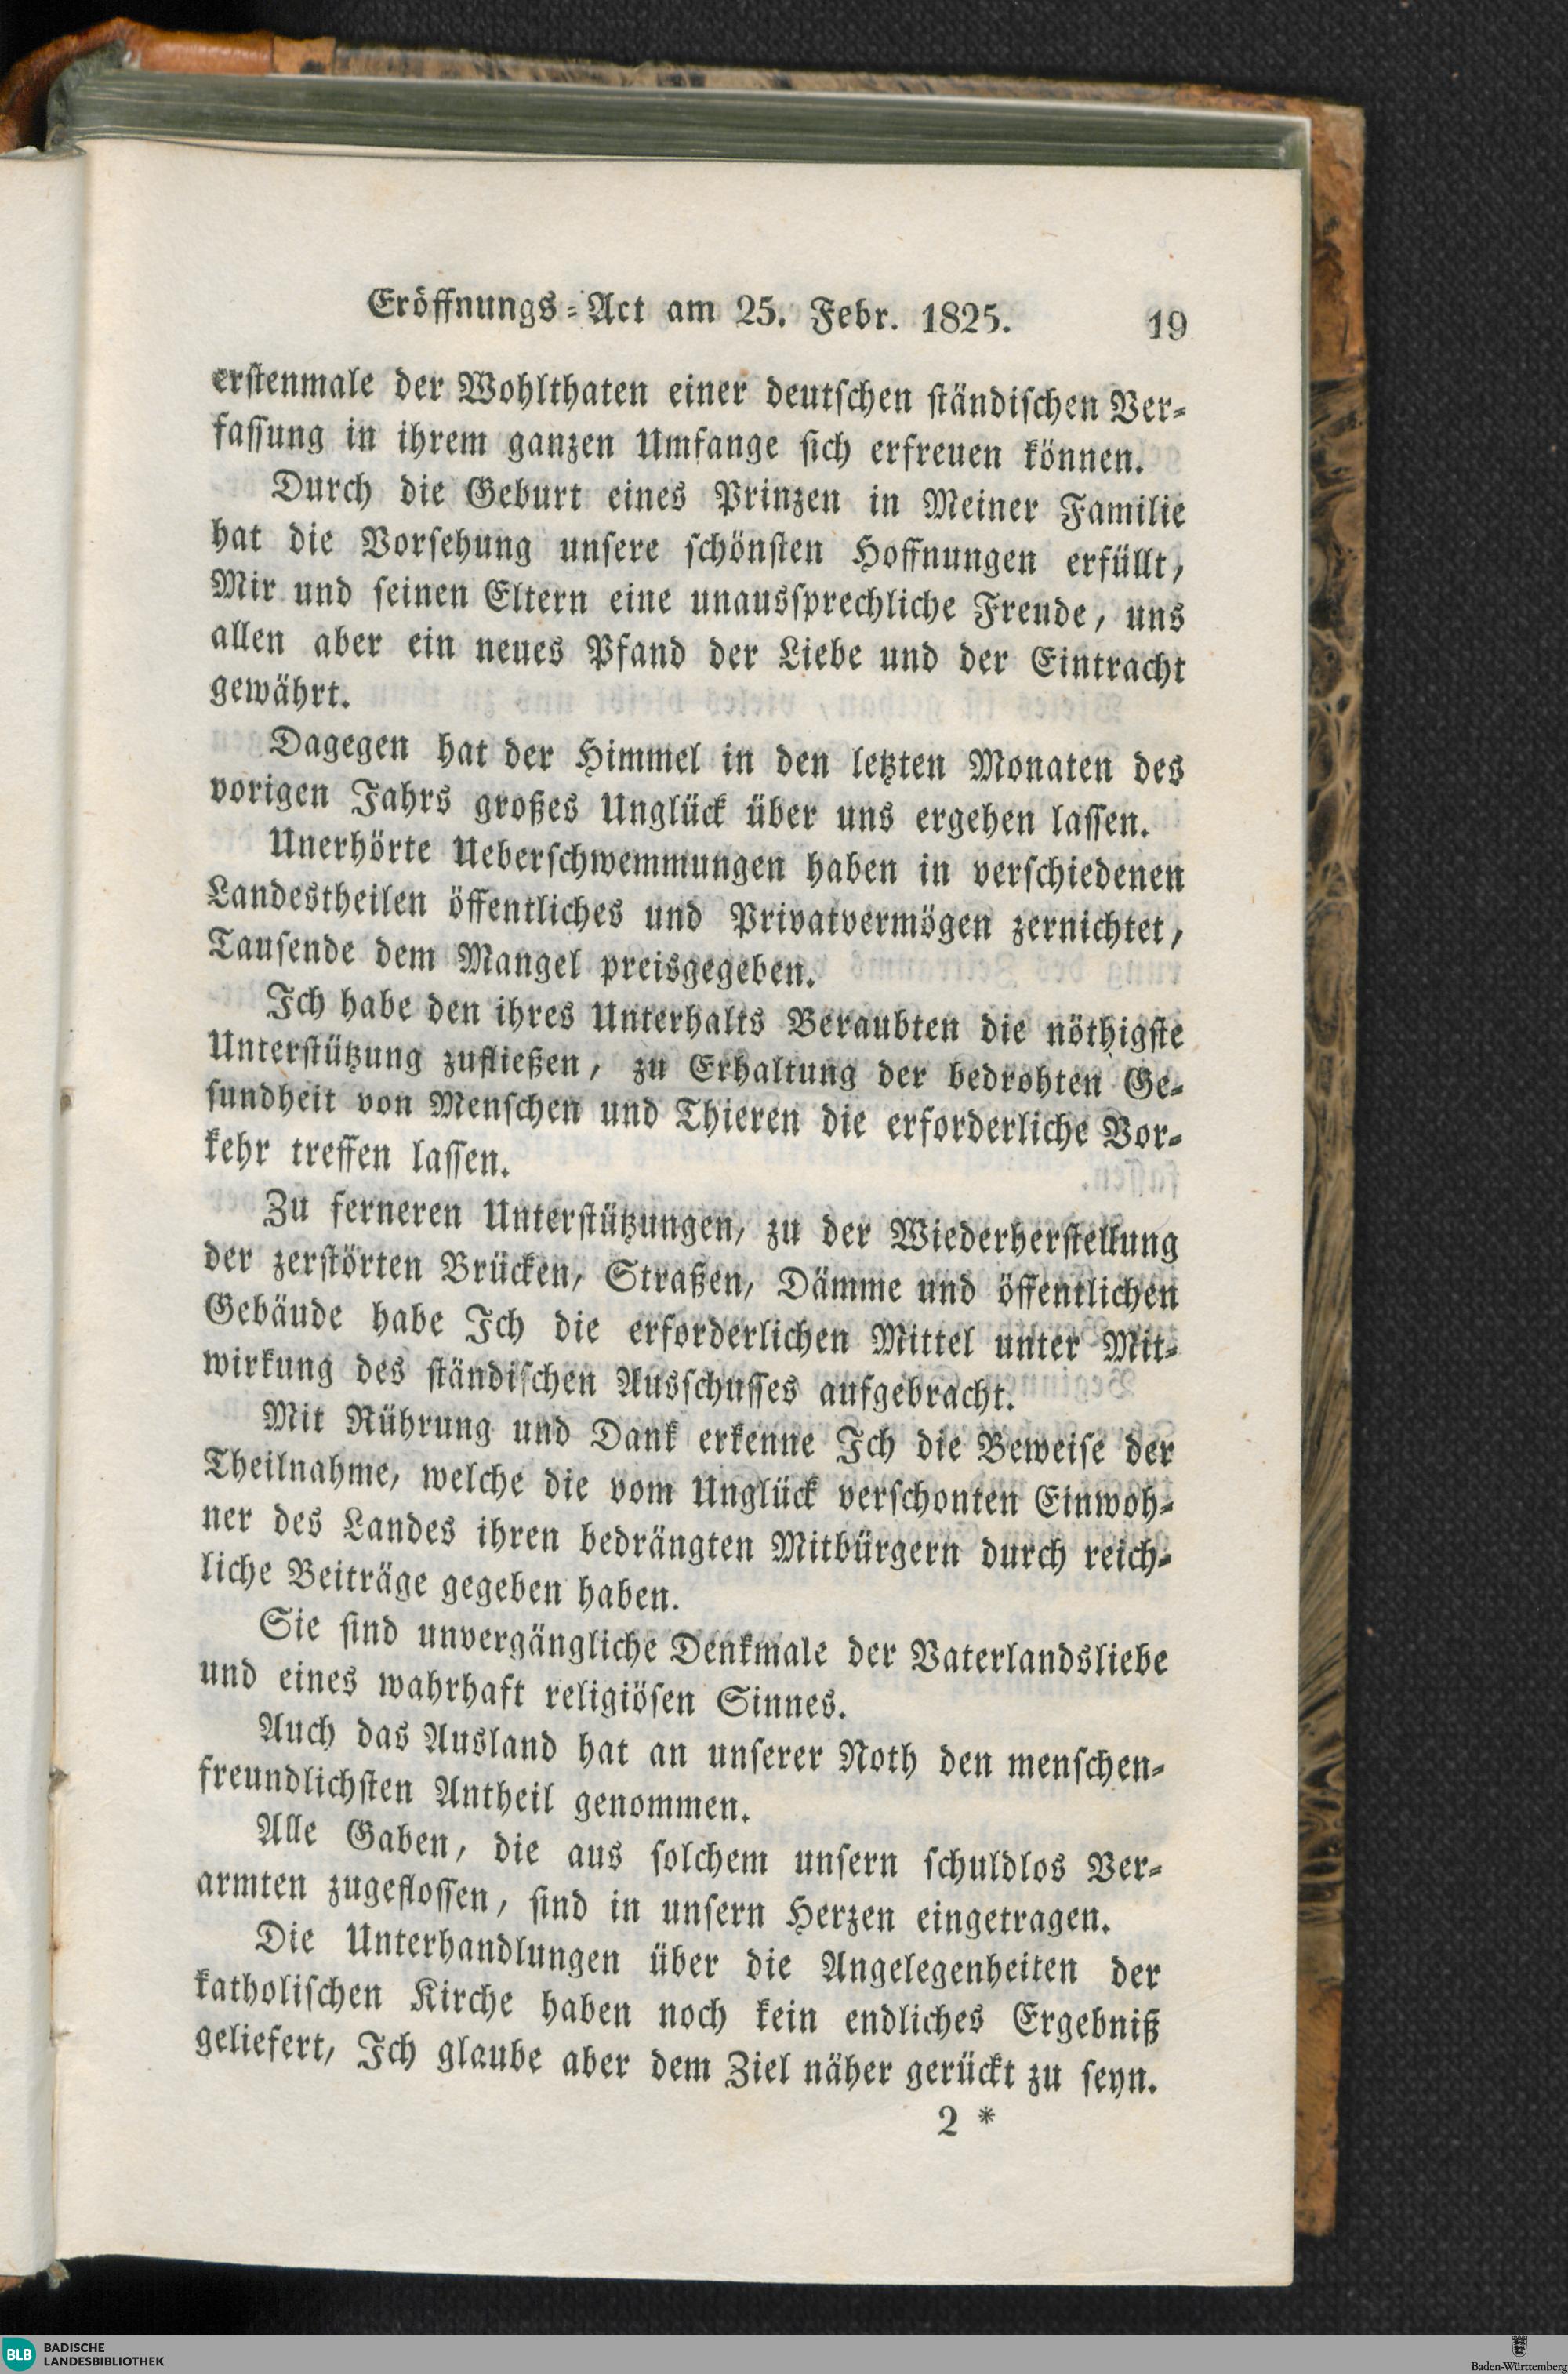 Eröffnungs-Act am 25. Febr. 1825. 19
erstenmale der Wohlthaten einer deutschen ständischen Ver-
fassung in ihrem ganzen Umfange sich erfreuen können.
Durch die Geburt eines Prinzen in Meiner Familie
hat die Vorsehung unsere schönsten Hoffnungen erfüllt,
Mir und seinen Eltern eine unaussprechliche Freude, uns
allen aber ein neues Pfand der Liebe und der Eintracht
gewährt.
Dagegen hat der Himmel in den letzten Monaten des
vorigen Jahrs großes Unglück über uns ergehen lassen.
Unerhörte Ueberschwemmungen haben in verschiedenen
Landestheilen öffentliches und Privatvermögen zernichtet,
Tausende dem Mangel preisgegeben.
Ich habe den ihres Unterhalts Beraubten die nöthigste
Unterstützung zufließen, zu Erhaltung der bedrohten Ge-
sundheit von Menschen und Thieren die erforderliche Vor-
kehr treffen lassen.
Zu ferneren Unterstützungen, zu der Wiederherstellung
der zerstörten Brücken, Straßen, Dämme und öffentlichen
Gebäude habe Ich die erforderlichen Mittel unter Mit-
wirkung des ständischen Ausschusses aufgebracht.
Mit Rührung und Dank erkenne Ich die Beweise der
Theilnahme, welche die vom Unglück verschonten Einwoh-
ner des Landes ihren bedrängten Mitbürgern durch reich-
liche Beiträge gegeben haben.
Sie sind unvergängliche Denkmale der Vaterlandsliebe
und eines wahrhaft religiösen Sinnes.
Auch das Ausland hat an unserer Noth den menschen-
freundlichsten Antheil genommen.
Alle Gaben, die aus solchem unsern schuldlos Ver-
armten zugeflossen, sind in unsern Herzen eingetragen.
Die Unterhandlungen über die Angelegenheiten der
katholischen Kirche haben noch kein endliches Ergebniß
geliefert, Ich glaube aber dem Ziel näher gerückt zu seyn.
2 *
BLB BADISCHE
LANDESBIBLIOTHEK
Baden-Württemberg